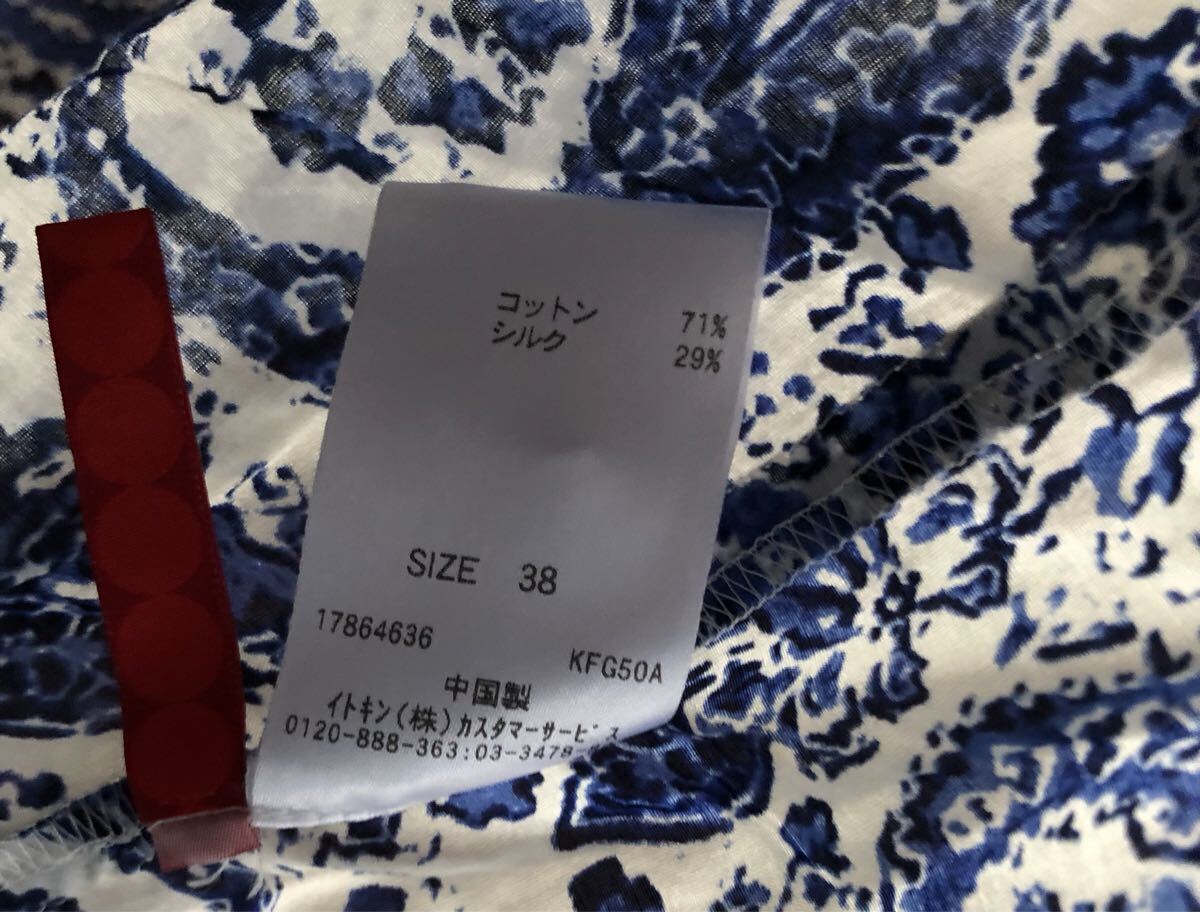 コットン 71%
シルク 29%
SIZE 38
17864636
KFG50A
中国製
イトキン(株)カスタマーサービス
0120-888-363:03-3478-